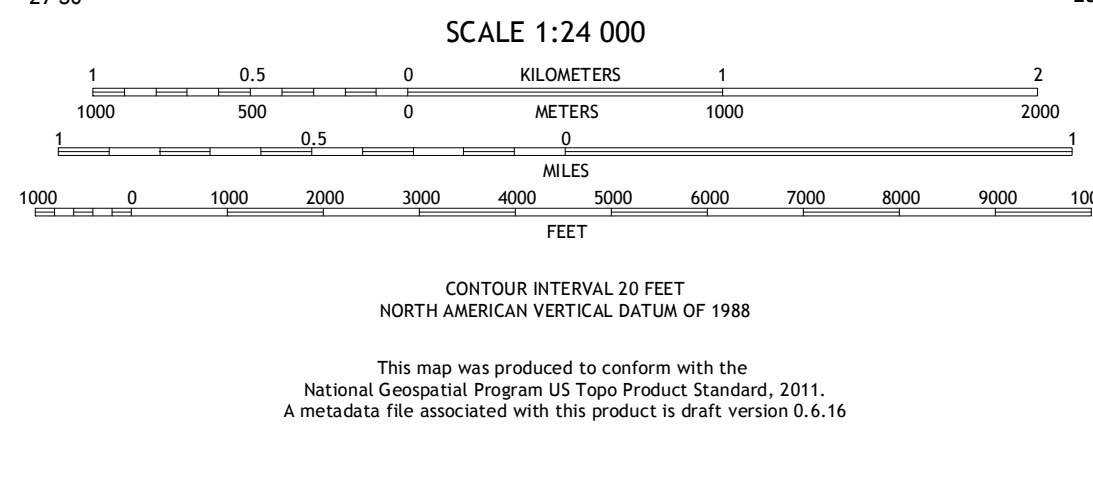 SCALE 1:24 000
1 0.5 0 KILOMETERS 1 2
1000 500 0 METERS 1000 2000
1 0.5 0 1
MILES
1000 0 1000 2000 3000 4000 5000 6000 7000 8000 9000
FEET
CONTOUR INTERVAL 20 FEET
NORTH AMERICAN VERTICAL DATUM OF 1988
This map was produced to conform with the
National Geospatial Program US Topo Product Standard, 2011.
A metadata file associated with this product is draft version 0.6.16